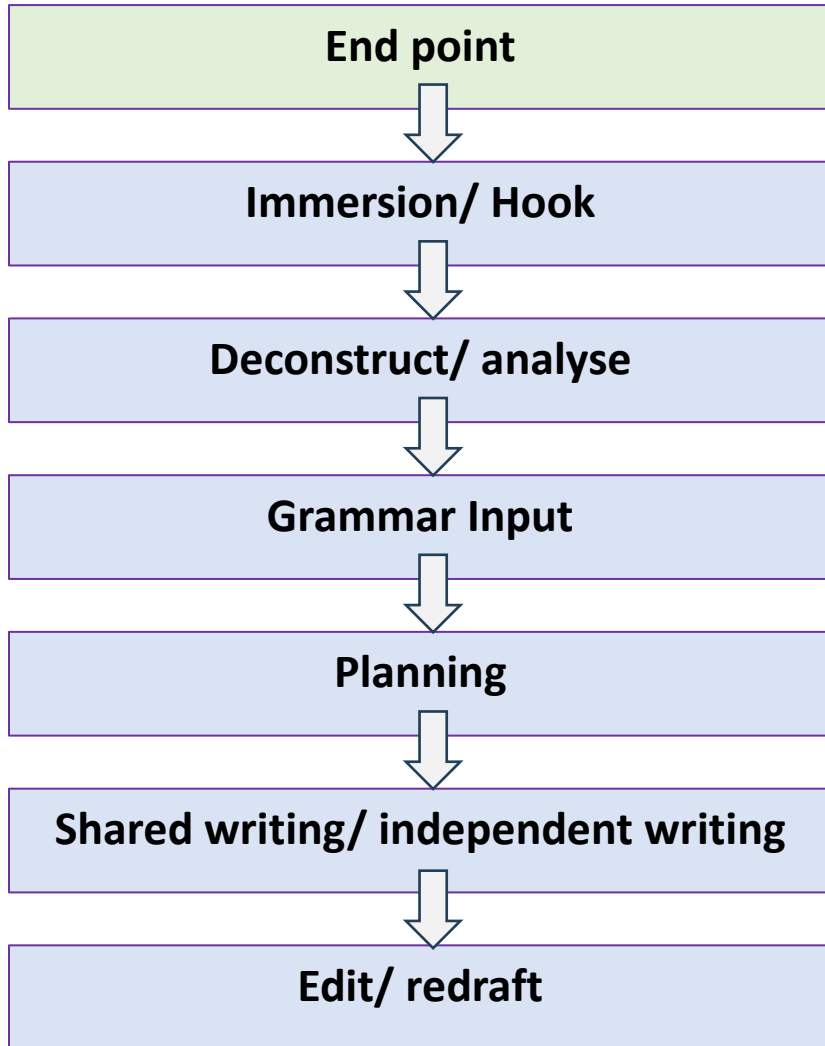 End point
Immersion/ Hook
Deconstruct/ analyse
Grammar Input
Planning
Shared writing/ independent writing
Edit/ redraft